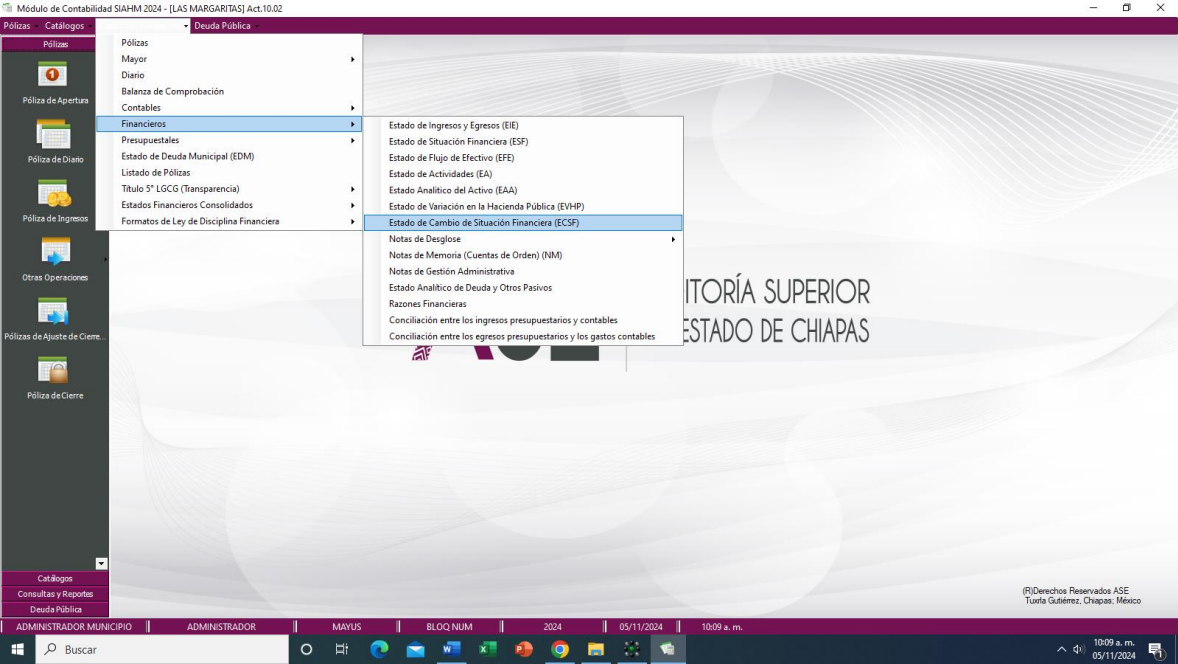 Módulo de Contabilidad SIAHM 2024 - [LAS MARGARITAS] Act.10.02
Pólizas Catálogos Deuda Pública
Pólizas
Póliza de Apertura
Póliza de Diario
Póliza de Ingresos
Otras Operaciones
Pólizas de Ajuste de Cierre...
Póliza de Cierre
Pólizas
Mayor
Diario
Balanza de Comprobación
Contables
Financieros
Presupuestales
Estado de Deuda Municipal (EDM)
Listado de Pólizas
Título 5° LGCG (Transparencia)
Estados Financieros Consolidados
Formatos de Ley de Disciplina Financiera
Estado de Ingresos y Egresos (EIE)
Estado de Situación Financiera (ESF)
Estado de Flujo de Efectivo (EFE)
Estado de Actividades (EA)
Estado Analitico del Activo (EAA)
Estado de Variación en la Hacienda Pública (EVHP)
Estado de Cambio de Situación Financiera (ECSF)
Notas de Desglose
Notas de Memoria (Cuentas de Orden) (NM)
Notas de Gestión Administrativa
Estado Analítico de Deuda y Otros Pasivos
Razones Financieras
Conciliación entre los ingresos presupuestarios y contables
Conciliación entre los egresos presupuestarios y los gastos contables
ITORÍA SUPERIOR
ESTADO DE CHIAPAS
Catálogos
Consultas y Reportes
Deuda Pública
(R)Derechos Reservados ASE
Tuxtla Gutiérrez, Chiapas; México
ADMINISTRADOR MUNICIPIO ADMINISTRADOR MAYUS BLOQ NUM 2024 05/11/2024 10:09 a. m.
Buscar
10:09 a. m.
05/11/2024